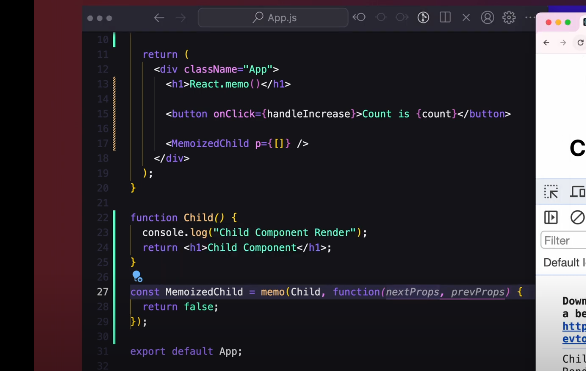 App.js
10
11 return (
12 <div className="App">
13 <h1>React.memo()</h1>
14
15 <button onClick={handleIncrease}>Count is {count}</button>
16
17 <MemoizedChild p={[]} />
18 </div>
19 );
20 }
21
22 function Child() {
23 console.log("Child Component Render");
24 return <h1>Child Component</h1>;
25 }
26
27 const MemoizedChild = memo(Child, function(nextProps, prevProps) {
28 return false;
29 });
30
31 export default App;
32
C
Filter
Default l
Down
a be
http
evto
Chil